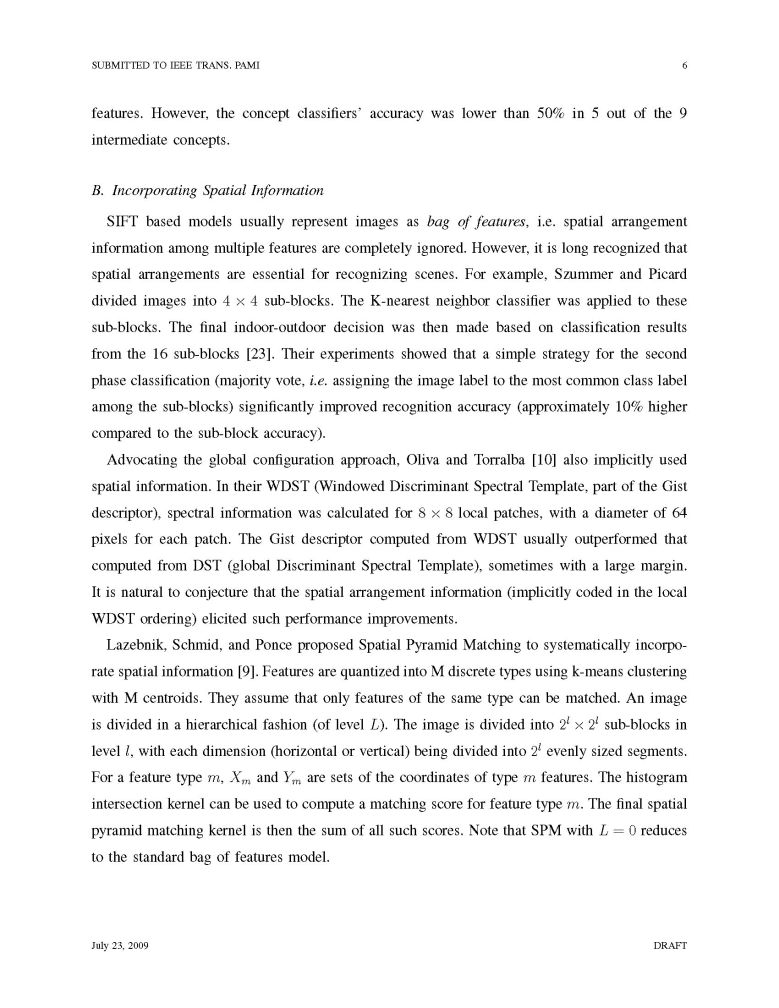 SUBMITTED TO IEEE TRANS. PAMI 6
features. However, the concept classifiers' accuracy was lower than 50% in 5 out of the 9
intermediate concepts.
B. Incorporating Spatial Information
SIFT based models usually represent images as bag of features, i.e. spatial arrangement
information among multiple features are completely ignored. However, it is long recognized that
spatial arrangements are essential for recognizing scenes. For example, Szummer and Picard
divided images into 4 × 4 sub-blocks. The K-nearest neighbor classifier was applied to these
sub-blocks. The final indoor-outdoor decision was then made based on classification results
from the 16 sub-blocks [23]. Their experiments showed that a simple strategy for the second
phase classification (majority vote, i.e. assigning the image label to the most common class label
among the sub-blocks) significantly improved recognition accuracy (approximately 10% higher
compared to the sub-block accuracy).
Advocating the global configuration approach, Oliva and Torralba [10] also implicitly used
spatial information. In their WDST (Windowed Discriminant Spectral Template, part of the Gist
descriptor), spectral information was calculated for 8 × 8 local patches, with a diameter of 64
pixels for each patch. The Gist descriptor computed from WDST usually outperformed that
computed from DST (global Discriminant Spectral Template), sometimes with a large margin.
It is natural to conjecture that the spatial arrangement information (implicitly coded in the local
WDST ordering) elicited such performance improvements.
Lazebnik, Schmid, and Ponce proposed Spatial Pyramid Matching to systematically incorpo-
rate spatial information [9]. Features are quantized into M discrete types using k-means clustering
with M centroids. They assume that only features of the same type can be matched. An image
is divided in a hierarchical fashion (of level L). The image is divided into 2^l × 2^l sub-blocks in
level l, with each dimension (horizontal or vertical) being divided into 2^l evenly sized segments.
For a feature type m, X_m and Y_m are sets of the coordinates of type m features. The histogram
intersection kernel can be used to compute a matching score for feature type m. The final spatial
pyramid matching kernel is then the sum of all such scores. Note that SPM with L = 0 reduces
to the standard bag of features model.
July 23, 2009 DRAFT